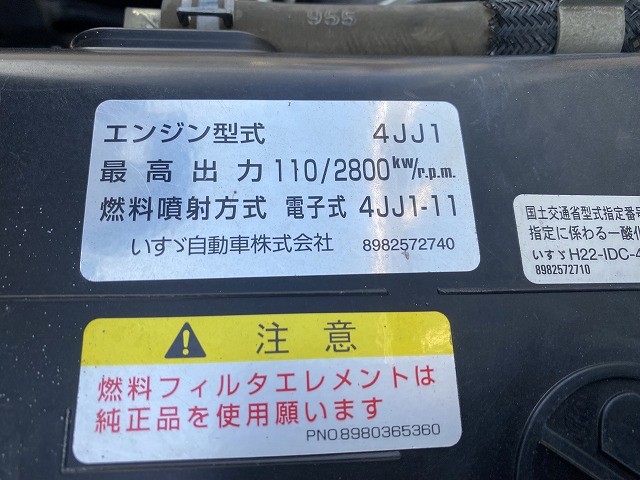 955
エンジン型式 4JJ1
最高出力 110/2800kw/r.p.m.
燃料噴射方式 電子式 4JJ1-11
いすゞ自動車株式会社 8982572740
国土交通省型式指定番号
指定に係わる一酸化
いすゞH22-IDC-4
8982572710
注意
燃料フィルタエレメントは
純正品を使用願います
PNO.8980365360